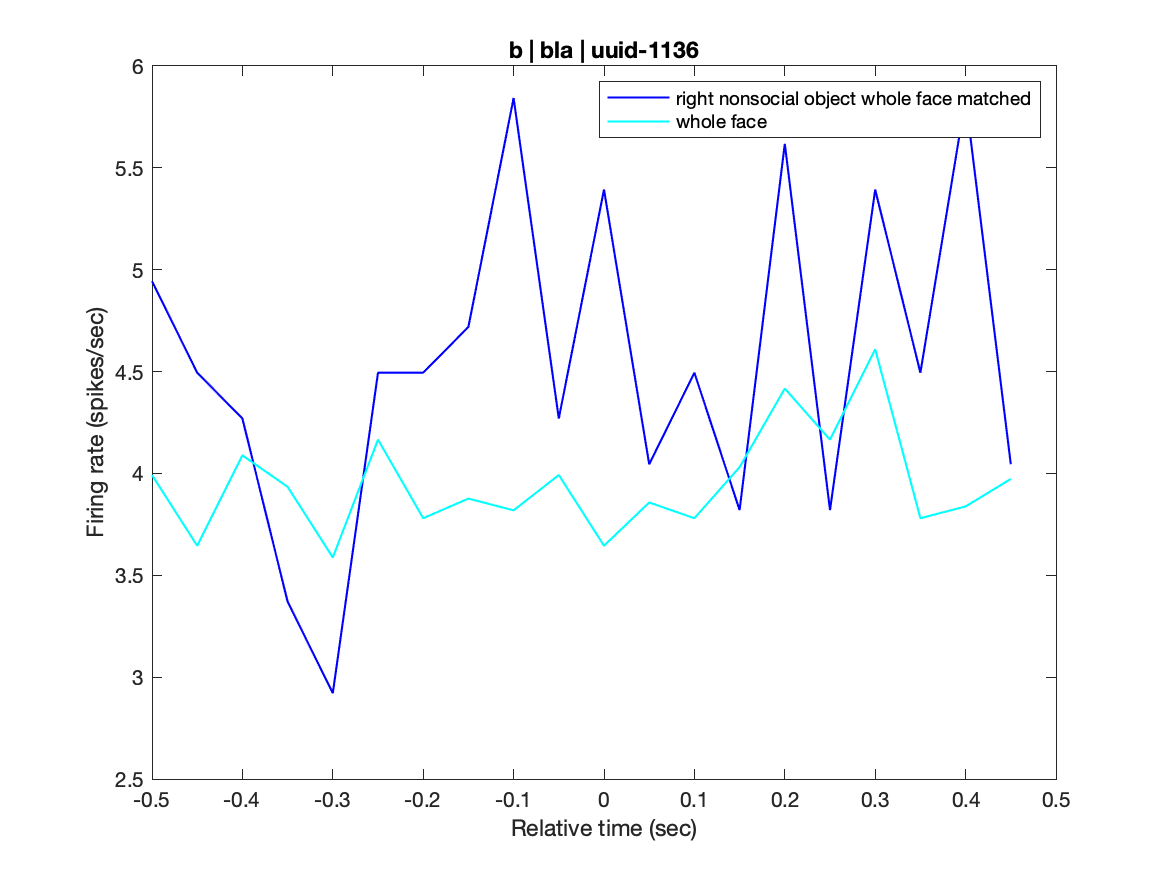 b | bla | uuid-1136
6
right nonsocial object whole face matched
whole face
5.5
5
4.5
4
3.5
3
2.5
Firing rate (spikes/sec)
-0.5 -0.4 -0.3 -0.2 -0.1 0 0.1 0.2 0.3 0.4 0.5
Relative time (sec)